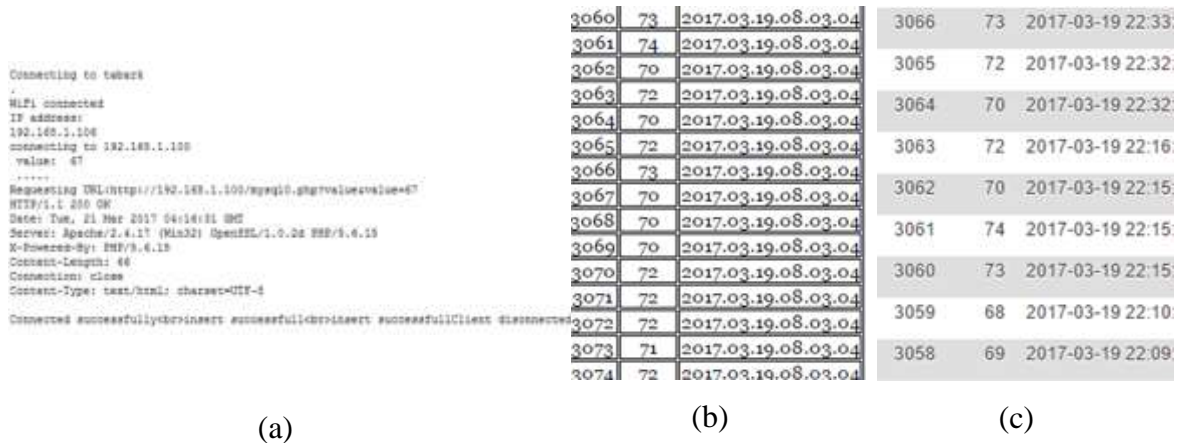 Connecting to tabark
.
WiFi connected
IP address:
192.168.1.106
connecting to 192.168.1.100
value: 67
.....
Requesting URL:http://192.168.1.100/mysql0.php?value=value=67
HTTP/1.1 200 OK
Date: Tue, 21 Mar 2017 04:16:31 GMT
Server: Apache/2.4.17 (Win32) OpenSSL/1.0.2d PHP/5.6.15
X-Powered-By: PHP/5.6.15
Content-Length: 66
Connection: close
Content-Type: text/html; charset=UTF-8
Connected successfully<br>insert successfull<br>insert successfullClient disonnected
(a)
3060 73 2017.03.19.08.03.04
3061 74 2017.03.19.08.03.04
3062 70 2017.03.19.08.03.04
3063 72 2017.03.19.08.03.04
3064 70 2017.03.19.08.03.04
3065 72 2017.03.19.08.03.04
3066 73 2017.03.19.08.03.04
3067 70 2017.03.19.08.03.04
3068 70 2017.03.19.08.03.04
3069 70 2017.03.19.08.03.04
3070 72 2017.03.19.08.03.04
3071 72 2017.03.19.08.03.04
3072 72 2017.03.19.08.03.04
3073 71 2017.03.19.08.03.04
3074 72 2017.03.19.08.03.04
(b)
3066 73 2017-03-19 22:33:
3065 72 2017-03-19 22:32:
3064 70 2017-03-19 22:32:
3063 72 2017-03-19 22:16:
3062 70 2017-03-19 22:15:
3061 74 2017-03-19 22:15:
3060 73 2017-03-19 22:15:
3059 68 2017-03-19 22:10:
3058 69 2017-03-19 22:09:
(c)